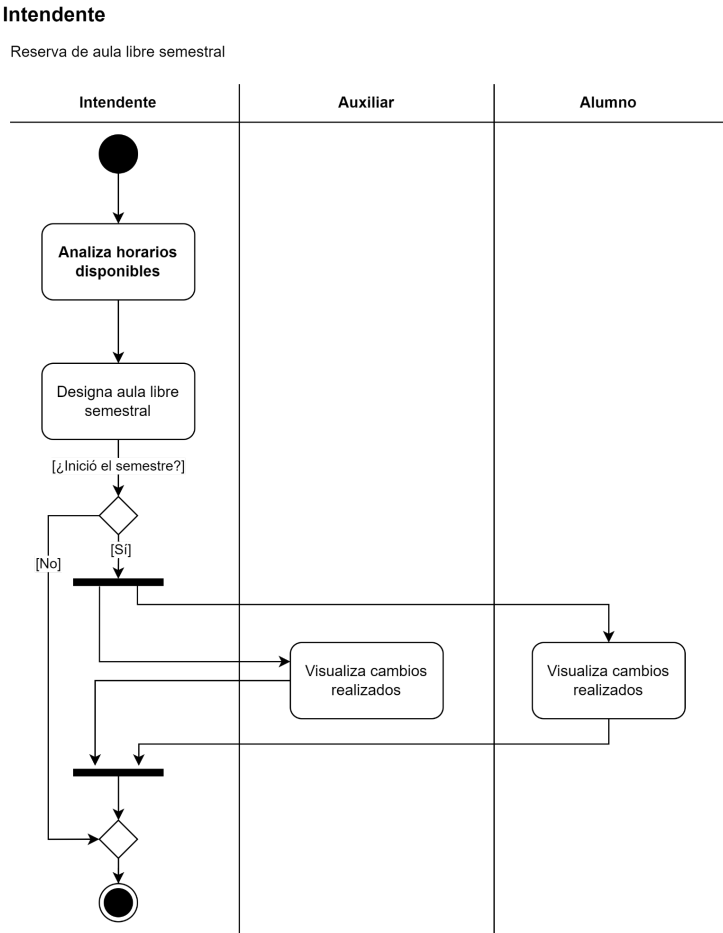 Intendente
Reserva de aula libre semestral
Intendente
Auxiliar
Alumno
Analiza horarios
disponibles
Designa aula libre
semestral
[¿Inició el semestre?]
[Sí]
[No]
Visualiza cambios
realizados
Visualiza cambios
realizados